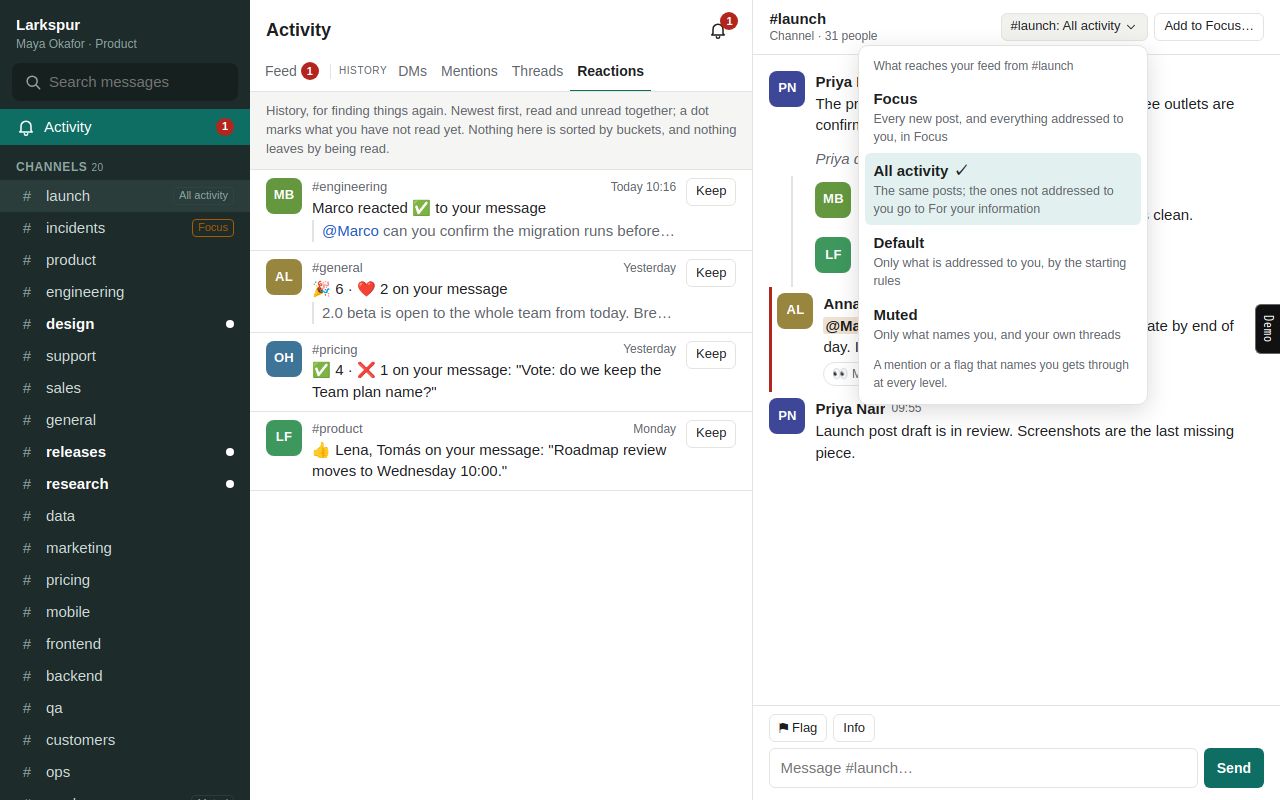 Larkspur
Maya Okafor · Product
Search messages
Activity 1
CHANNELS 20
# launch All activity
# incidents Focus
# product
# engineering
# design
# support
# sales
# general
# releases
# research
# data
# marketing
# pricing
# mobile
# frontend
# backend
# qa
# customers
# ops
Activity
1
Feed 1 HISTORY DMs Mentions Threads Reactions
History, for finding things again. Newest first, read and unread together; a dot
marks what you have not read yet. Nothing here is sorted by buckets, and nothing
leaves by being read.
MB #engineering Today 10:16 Keep
Marco reacted ✅ to your message
@Marco can you confirm the migration runs before…
AL #general Yesterday Keep
🎉 6 · ❤️ 2 on your message
2.0 beta is open to the whole team from today. Bre…
OH #pricing Yesterday Keep
✅ 4 · ❌ 1 on your message: "Vote: do we keep the
Team plan name?"
LF #product Monday Keep
👍 Lena, Tomás on your message: "Roadmap review
moves to Wednesday 10:00."
#launch
Channel · 31 people
#launch: All activity
Add to Focus…
What reaches your feed from #launch
Focus
Every new post, and everything addressed to
you, in Focus
All activity ✓
The same posts; the ones not addressed to
you go to For your information
Default
Only what is addressed to you, by the starting
rules
Muted
Only what names you, and your own threads
A mention or a flag that names you gets through
at every level.
PN Priya
The outlets are
confirm
Priya
MB clean.
LF
AL Anna
@Ma by end of
day.
👀
PN Priya Nair 09:55
Launch post draft is in review. Screenshots are the last missing
piece.
Demo
Flag Info
Message #launch…
Send